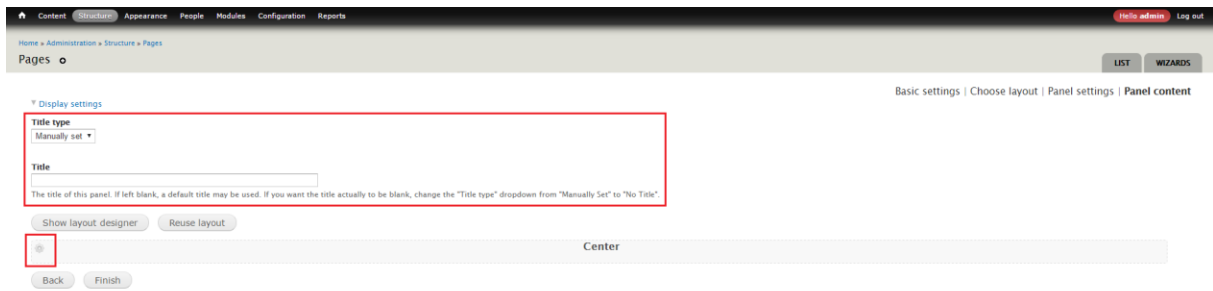 Content Structure Appearance People Modules Configuration Reports Hello admin Log out
Home » Administration » Structure » Pages
Pages
LIST WIZARDS
Basic settings | Choose layout | Panel settings | Panel content
Display settings
Title type
Manually set
Title
The title of this panel. If left blank, a default title may be used. If you want the title actually to be blank, change the "Title type" dropdown from "Manually Set" to "No Title".
Show layout designer Reuse layout
Center
Back Finish